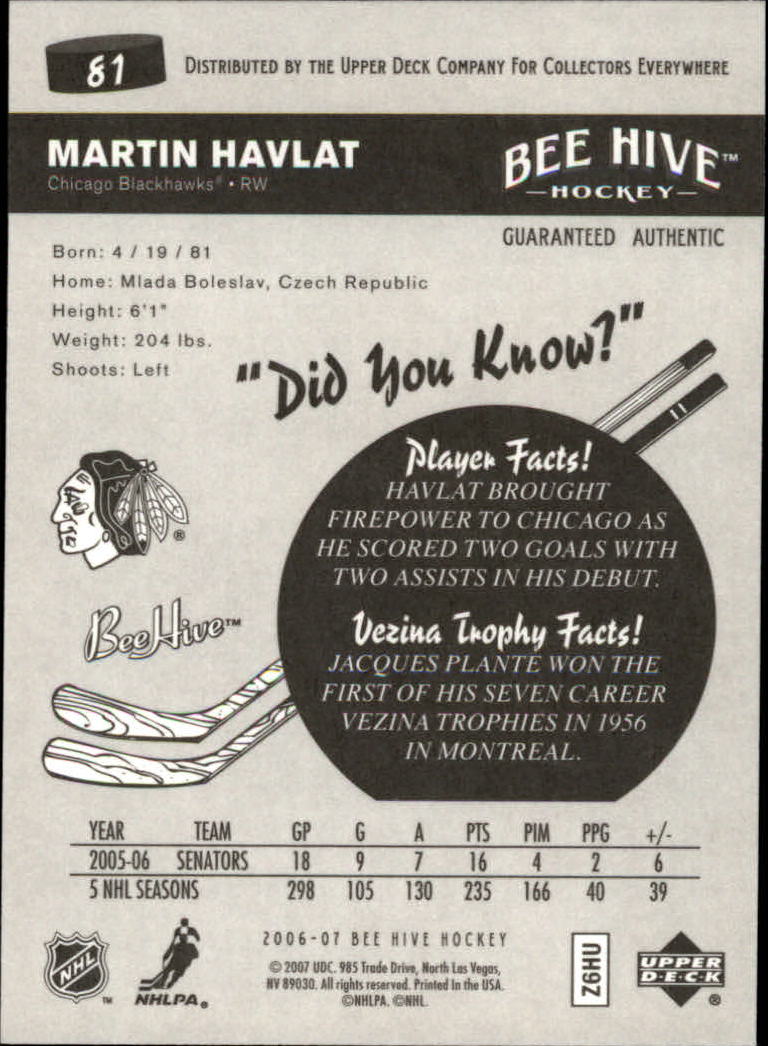 81
DISTRIBUTED BY THE UPPER DECK COMPANY FOR COLLECTORS EVERYWHERE
MARTIN HAVLAT
Chicago Blackhawks® • RW
BEE HIVE™
—HOCKEY—
GUARANTEED AUTHENTIC
Born: 4 / 19 / 81
Home: Mlada Boleslav, Czech Republic
Height: 6'1"
Weight: 204 lbs.
Shoots: Left
"Did You Know?"
Player Facts!
HAVLAT BROUGHT
FIREPOWER TO CHICAGO AS
HE SCORED TWO GOALS WITH
TWO ASSISTS IN HIS DEBUT.
®
BeeHive™
Vezina Trophy Facts!
JACQUES PLANTE WON THE
FIRST OF HIS SEVEN CAREER
VEZINA TROPHIES IN 1956
IN MONTREAL.
YEAR TEAM GP G A PTS PIM PPG +/-
2005-06 SENATORS 18 9 7 16 4 2 6
5 NHL SEASONS 298 105 130 235 166 40 39
2006-07 BEE HIVE HOCKEY
© 2007 UDC. 985 Trade Drive, North Las Vegas,
NV 89030. All rights reserved. Printed in the USA.
©NHLPA. ©NHL.
NHL
™
NHLPA®
Z6HU
UPPER
D·E·C·K
®